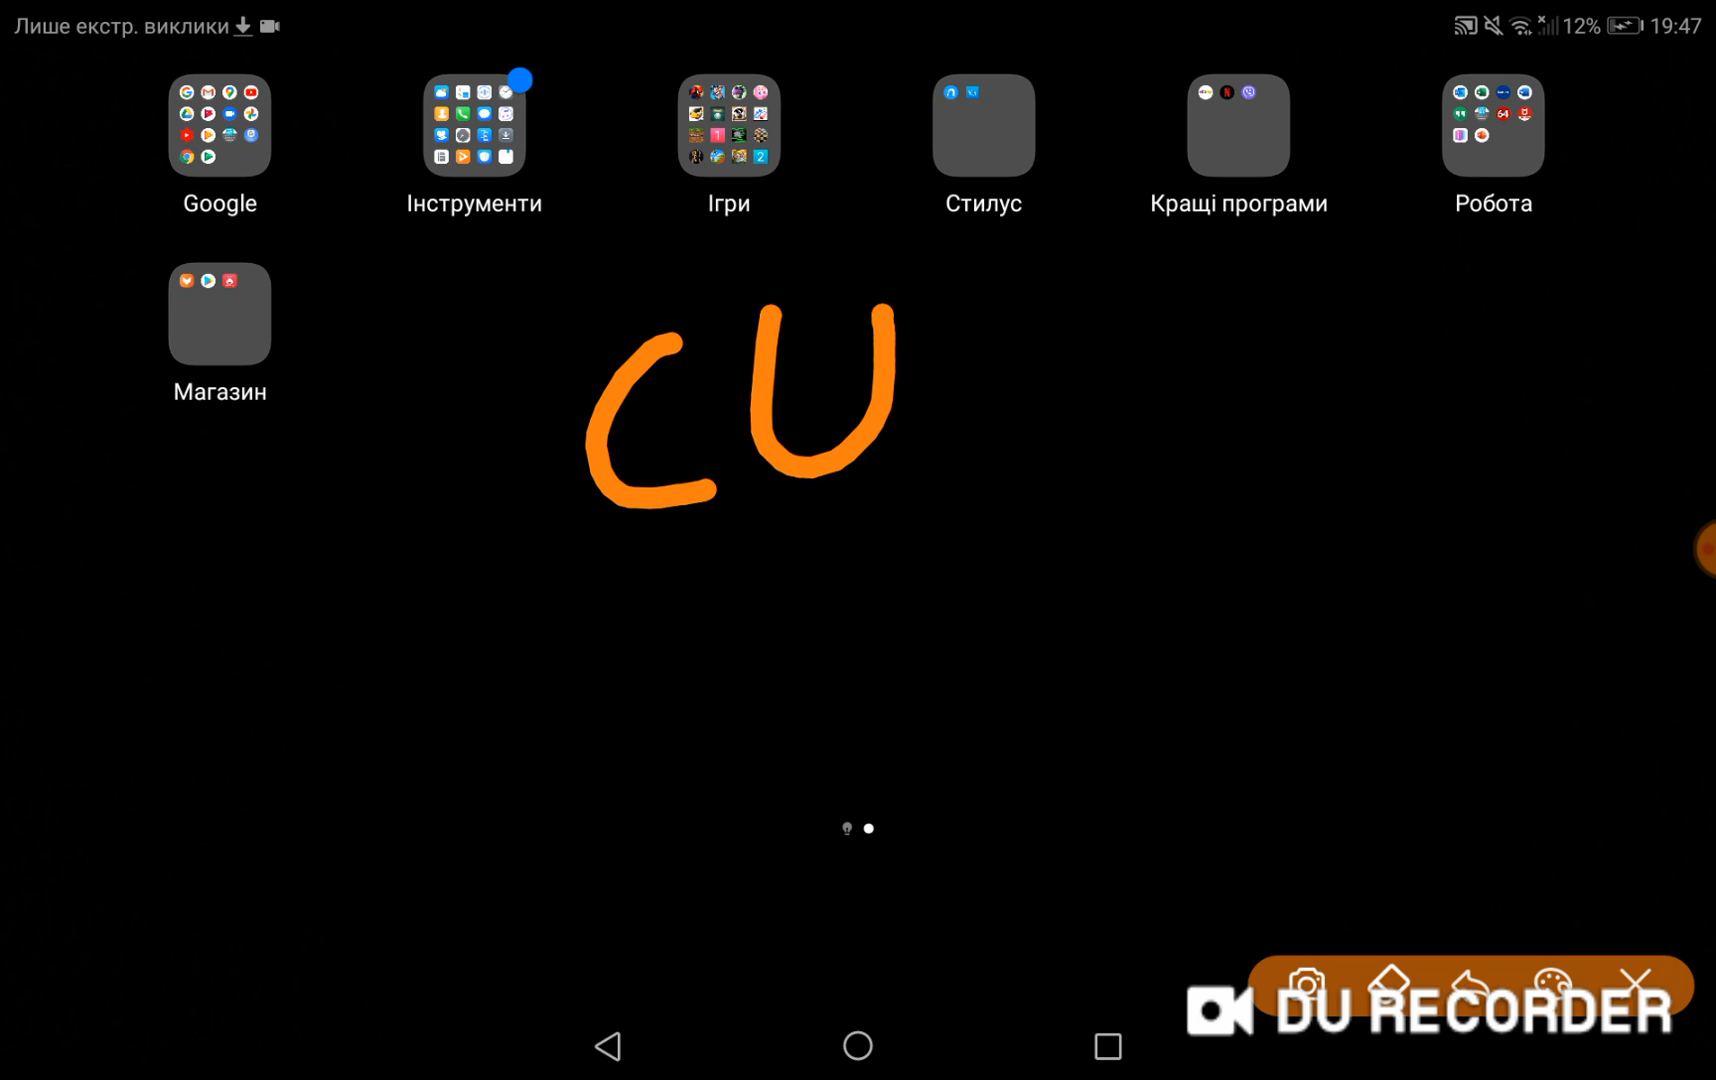 Лише екстр. виклики 12% 19:47
Google Інструменти Ігри Стилус Кращі програми Робота
Магазин
CU
DU RECORDER